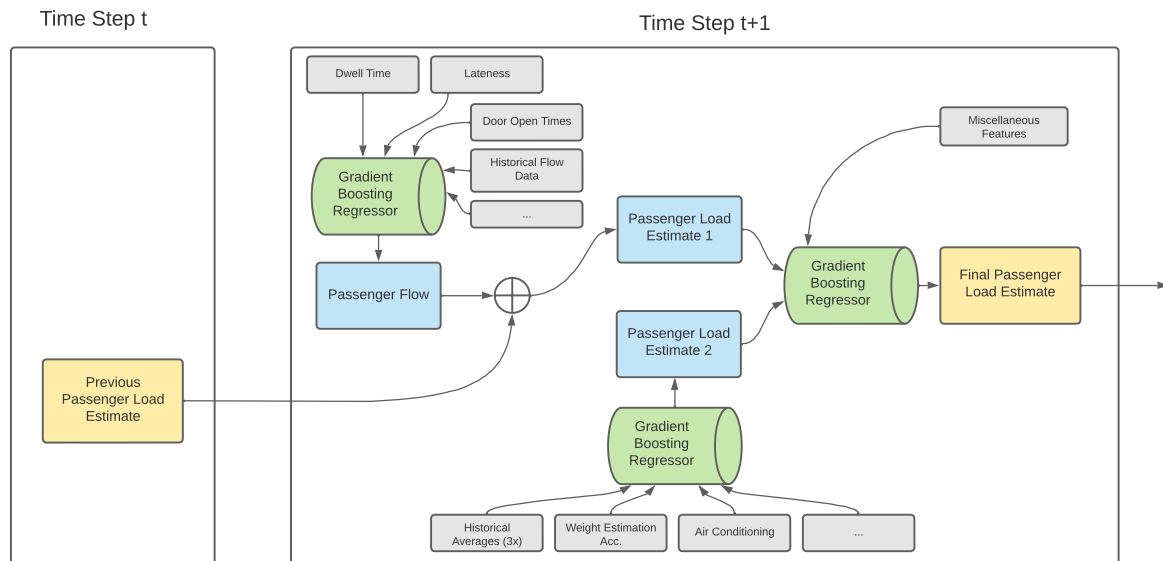 Time Step t
Time Step t+1
Dwell Time
Lateness
Door Open Times
Historical Flow
Data
...
Gradient
Boosting
Regressor
Passenger Flow
Previous
Passenger Load
Estimate
Passenger Load
Estimate 1
Passenger Load
Estimate 2
Gradient
Boosting
Regressor
Historical
Averages (3x)
Weight Estimation
Acc.
Air Conditioning
...
Miscellaneous
Features
Gradient
Boosting
Regressor
Final Passenger
Load Estimate